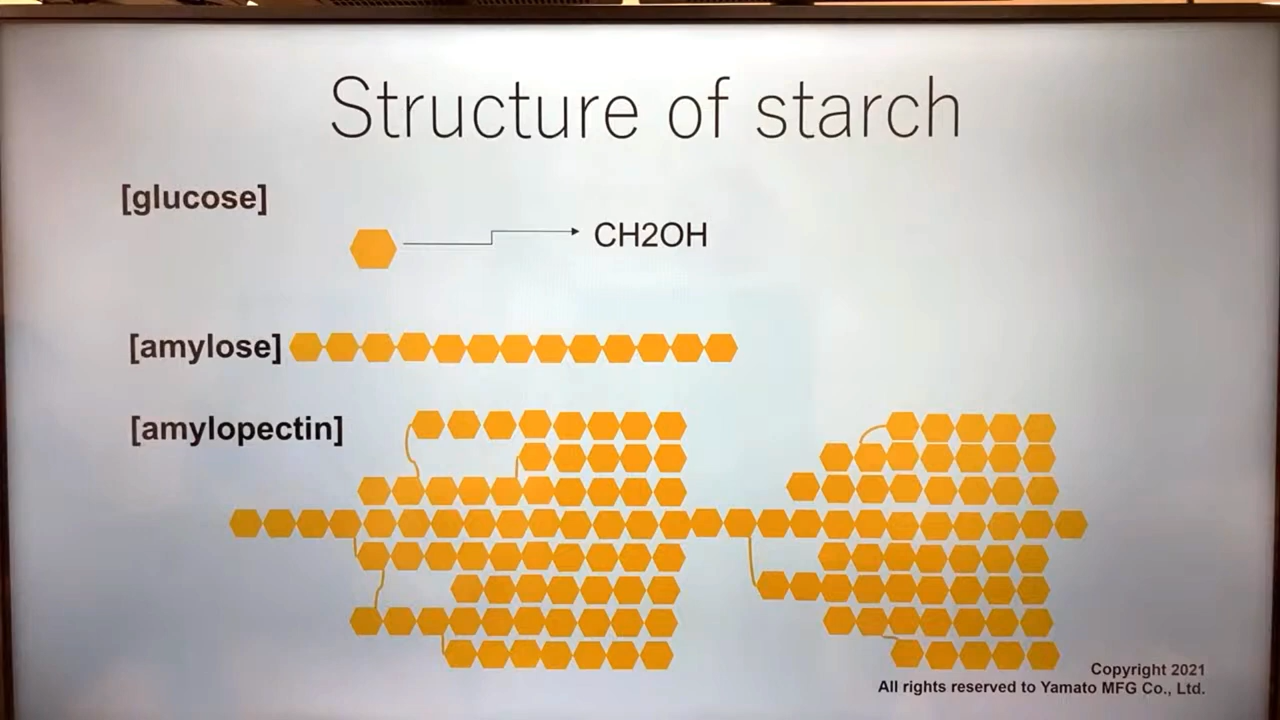 Structure of starch
[glucose]
CH2OH
[amylose]
[amylopectin]
Copyright 2021
All rights reserved to Yamato MFG Co., Ltd.